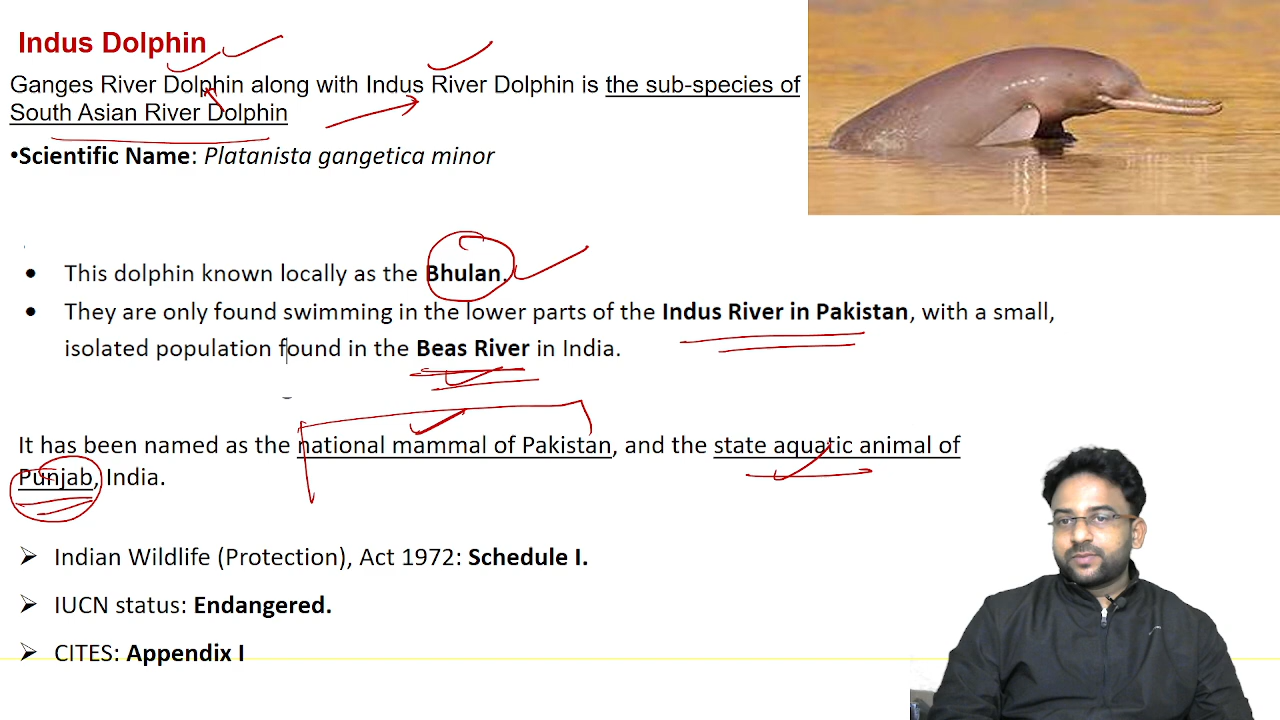 Indus Dolphin
Ganges River Dolphin along with Indus River Dolphin is the sub-species of
South Asian River Dolphin
•Scientific Name: Platanista gangetica minor
• This dolphin known locally as the Bhulan.
• They are only found swimming in the lower parts of the Indus River in Pakistan, with a small,
isolated population found in the Beas River in India.
It has been named as the national mammal of Pakistan, and the state aquatic animal of
Punjab, India.
➢ Indian Wildlife (Protection), Act 1972: Schedule I.
➢ IUCN status: Endangered.
➢ CITES: Appendix I